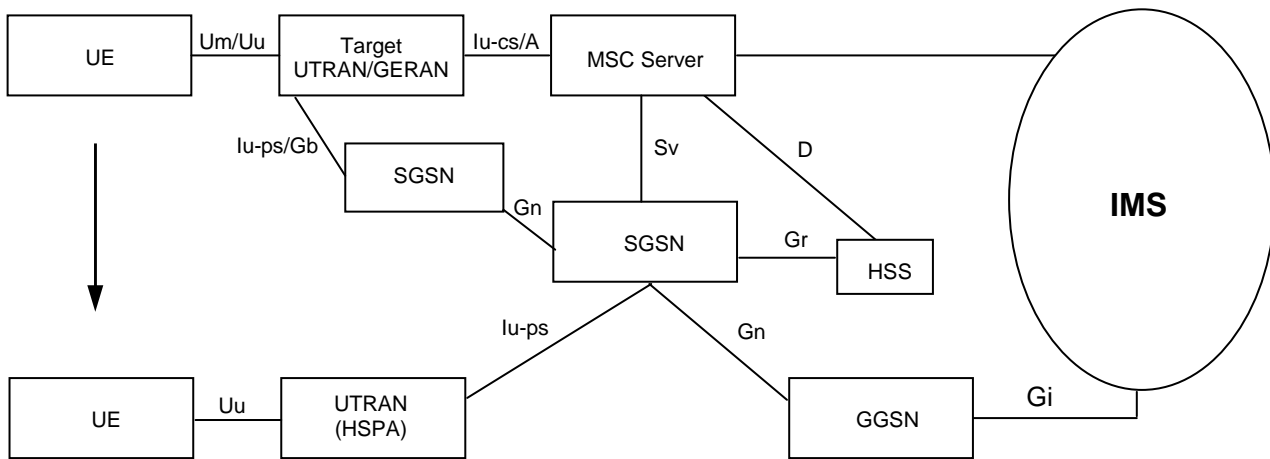 UE
Um/Uu
Target
UTRAN/GERAN
Iu-cs/A
MSC Server
Iu-ps/Gb
SGSN
Gn
Sv
D
IMS
SGSN
Gr
HSS
Iu-ps
Gn
UE
Uu
UTRAN
(HSPA)
GGSN
Gi